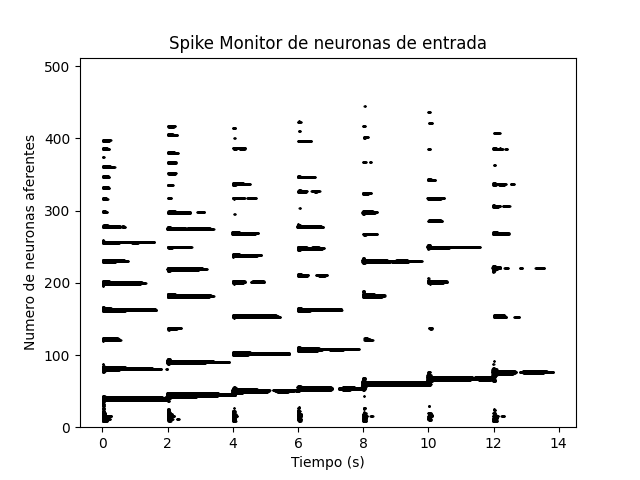 Spike Monitor de neuronas de entrada
Numero de neuronas aferentes
500
400
300
200
100
0
0 2 4 6 8 10 12 14
Tiempo (s)